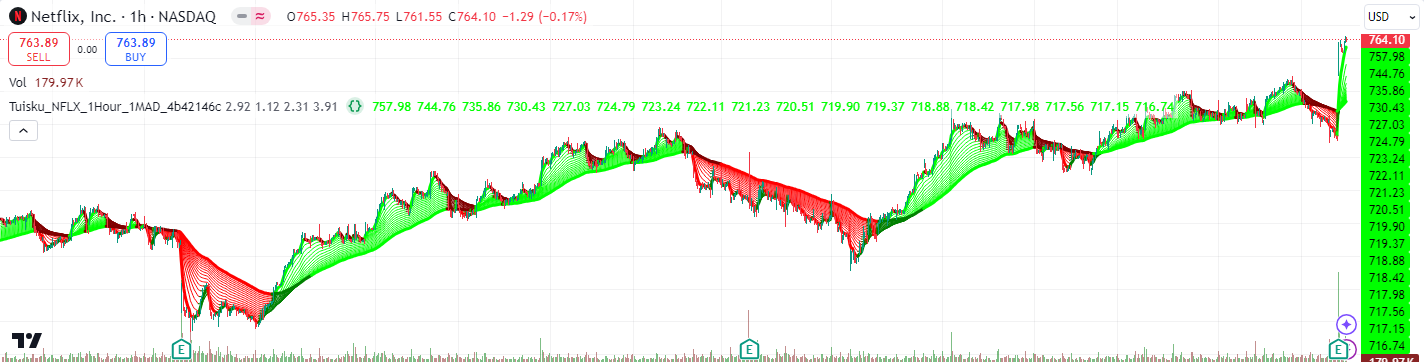 Netflix, Inc. · 1h · NASDAQ O765.35 H765.75 L761.55 C764.10 −1.29 (−0.17%)
USD
763.89 SELL 0.00 763.89 BUY
Vol 179.97 K
Tuisku_NFLX_1Hour_1MAD_4b42146c 2.92 1.12 2.31 3.91 {} 757.98 744.76 735.86 730.43 727.03 724.79 723.24 722.11 721.23 720.51 719.90 719.37 718.88 718.42 717.98 717.56 717.15 716.74
764.10
757.98
744.76
735.86
730.43
727.03
724.79
723.24
722.11
721.23
720.51
719.90
719.37
718.88
718.42
717.98
717.56
717.15
716.74
179.97 K
E E E